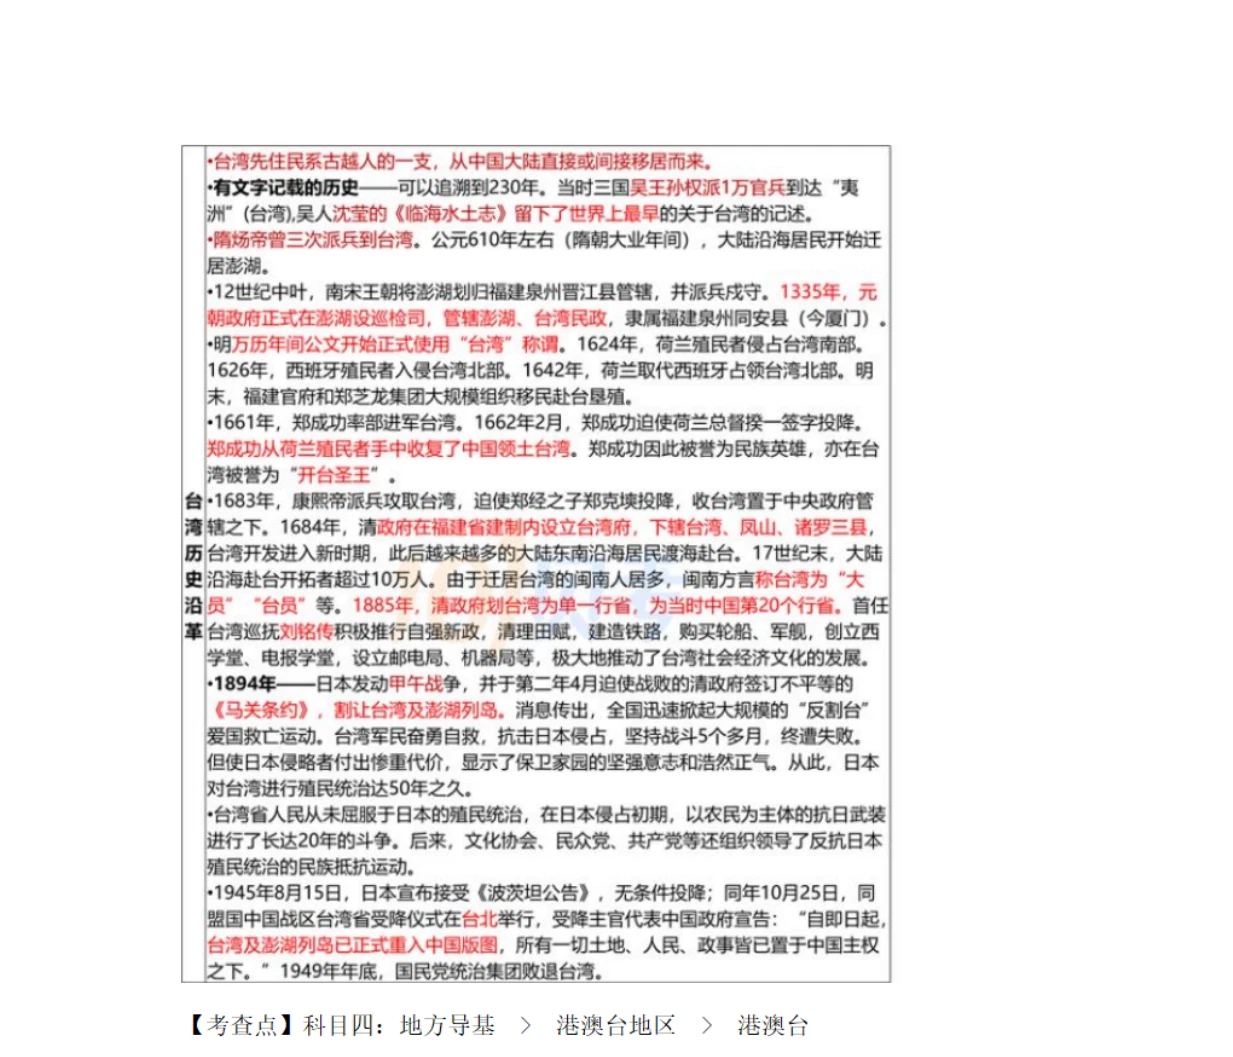 •台湾先住民系古越人的一支，从中国大陆直接或间接移居而来。
•有文字记载的历史——可以追溯到230年。当时三国吴王孙权派1万官兵到达“夷
洲”(台湾),吴人沈莹的《临海水土志》留下了世界上最早的关于台湾的记述。
•隋炀帝曾三次派兵到台湾。公元610年左右（隋朝大业年间），大陆沿海居民开始迁
居澎湖。
•12世纪中叶，南宋王朝将澎湖划归福建泉州晋江县管辖，并派兵戍守。1335年，元
朝政府正式在澎湖设巡检司，管辖澎湖、台湾民政，隶属福建泉州同安县（今厦门）。
•明万历年间公文开始正式使用“台湾”称谓。1624年，荷兰殖民者侵占台湾南部。
1626年，西班牙殖民者入侵台湾北部。1642年，荷兰取代西班牙占领台湾北部。明
末，福建官府和郑芝龙集团大规模组织移民赴台垦殖。
•1661年，郑成功率部进军台湾。1662年2月，郑成功迫使荷兰总督揆一签字投降。
郑成功从荷兰殖民者手中收复了中国领土台湾。郑成功因此被誉为民族英雄，亦在台
湾被誉为“开台圣王”。
台湾历史沿革
•1683年，康熙帝派兵攻取台湾，迫使郑经之子郑克塽投降，收台湾置于中央政府管
辖之下。1684年，清政府在福建省建制内设立台湾府，下辖台湾、凤山、诸罗三县，
台湾开发进入新时期，此后越来越多的大陆东南沿海居民渡海赴台。17世纪末，大陆
沿海赴台开拓者超过10万人。由于迁居台湾的闽南人居多，闽南方言称台湾为“大
员”“台员”等。1885年，清政府划台湾为单一行省，为当时中国第20个行省。首任
台湾巡抚刘铭传积极推行自强新政，清理田赋，建造铁路，购买轮船、军舰，创立西
学堂、电报学堂，设立邮电局、机器局等，极大地推动了台湾社会经济文化的发展。
•1894年——日本发动甲午战争，并于第二年4月迫使战败的清政府签订不平等的
《马关条约》，割让台湾及澎湖列岛。消息传出，全国迅速掀起大规模的“反割台”
爱国救亡运动。台湾军民奋勇自救，抗击日本侵占，坚持战斗5个多月，终遭失败。
但使日本侵略者付出惨重代价，显示了保卫家园的坚强意志和浩然正气。从此，日本
对台湾进行殖民统治达50年之久。
•台湾省人民从未屈服于日本的殖民统治，在日本侵占初期，以农民为主体的抗日武装
进行了长达20年的斗争。后来，文化协会、民众党、共产党等还组织领导了反抗日本
殖民统治的民族抵抗运动。
•1945年8月15日，日本宣布接受《波茨坦公告》，无条件投降；同年10月25日，同
盟国中国战区台湾省受降仪式在台北举行，受降主官代表中国政府宣告：“自即日起,
台湾及澎湖列岛已正式重入中国版图，所有一切土地、人民、政事皆已置于中国主权
之下。”1949年年底，国民党统治集团败退台湾。
【考查点】科目四：地方导基 > 港澳台地区 > 港澳台